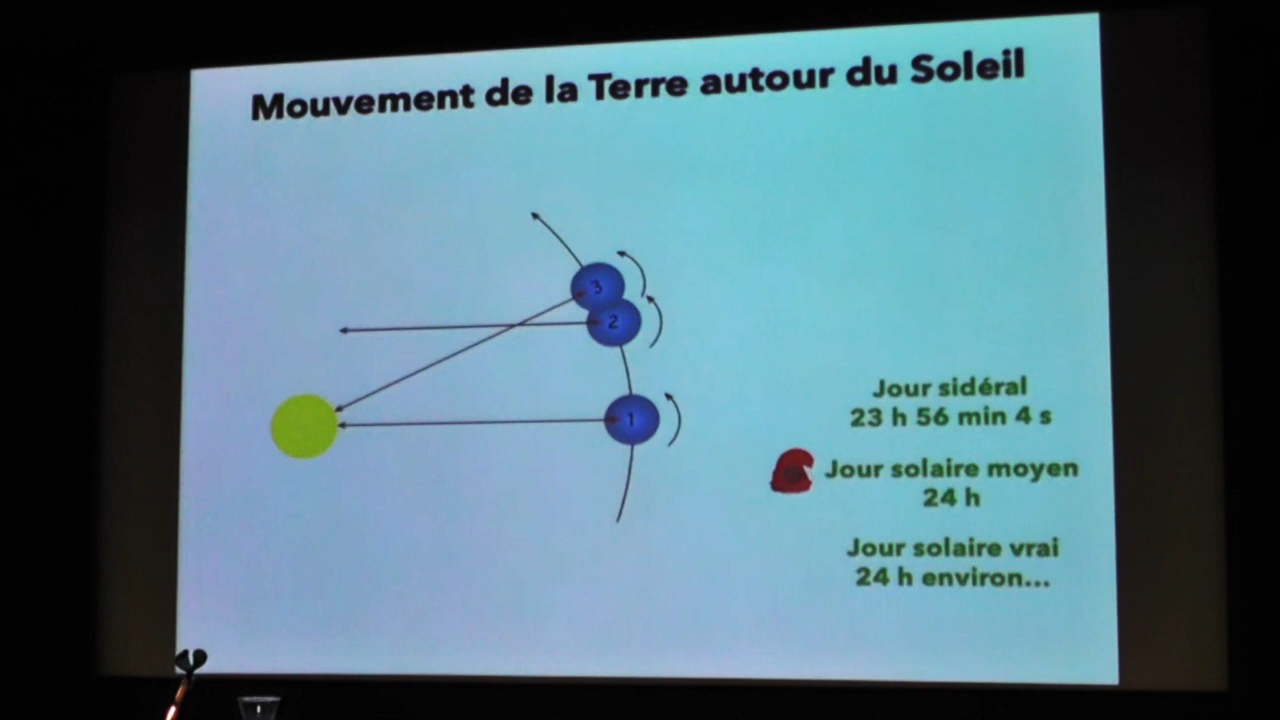 Mouvement de la Terre autour du Soleil
3
2
1
Jour sidéral
23 h 56 min 4 s
Jour solaire moyen
24 h
Jour solaire vrai
24 h environ...